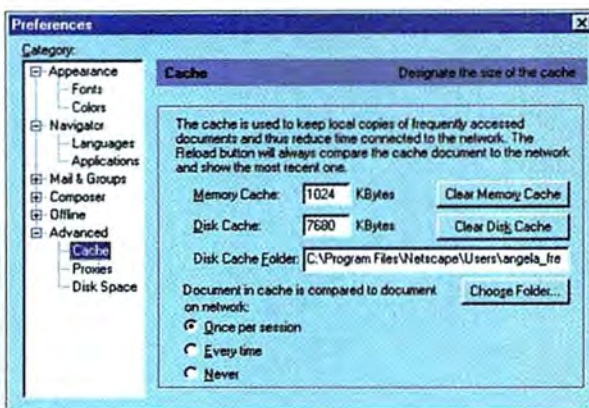 Preferences
Category:
Appearance
Fonts
Colors
Navigator
Languages
Applications
Mail & Groups
Composer
Offline
Advanced
Cache
Proxies
Disk Space
Cache Designate the size of the cache
The cache is used to keep local copies of frequently accessed
documents and thus reduce time connected to the network. The
Reload button will always compare the cache document to the network
and show the most recent one.
Memory Cache: 1024 KBytes Clear Memory Cache
Disk Cache: 7680 KBytes Clear Disk Cache
Disk Cache Folder: C:\Program Files\Netscape\Users\angela_fre
Document in cache is compared to document
on network:
Choose Folder...
Once per session
Every time
Never